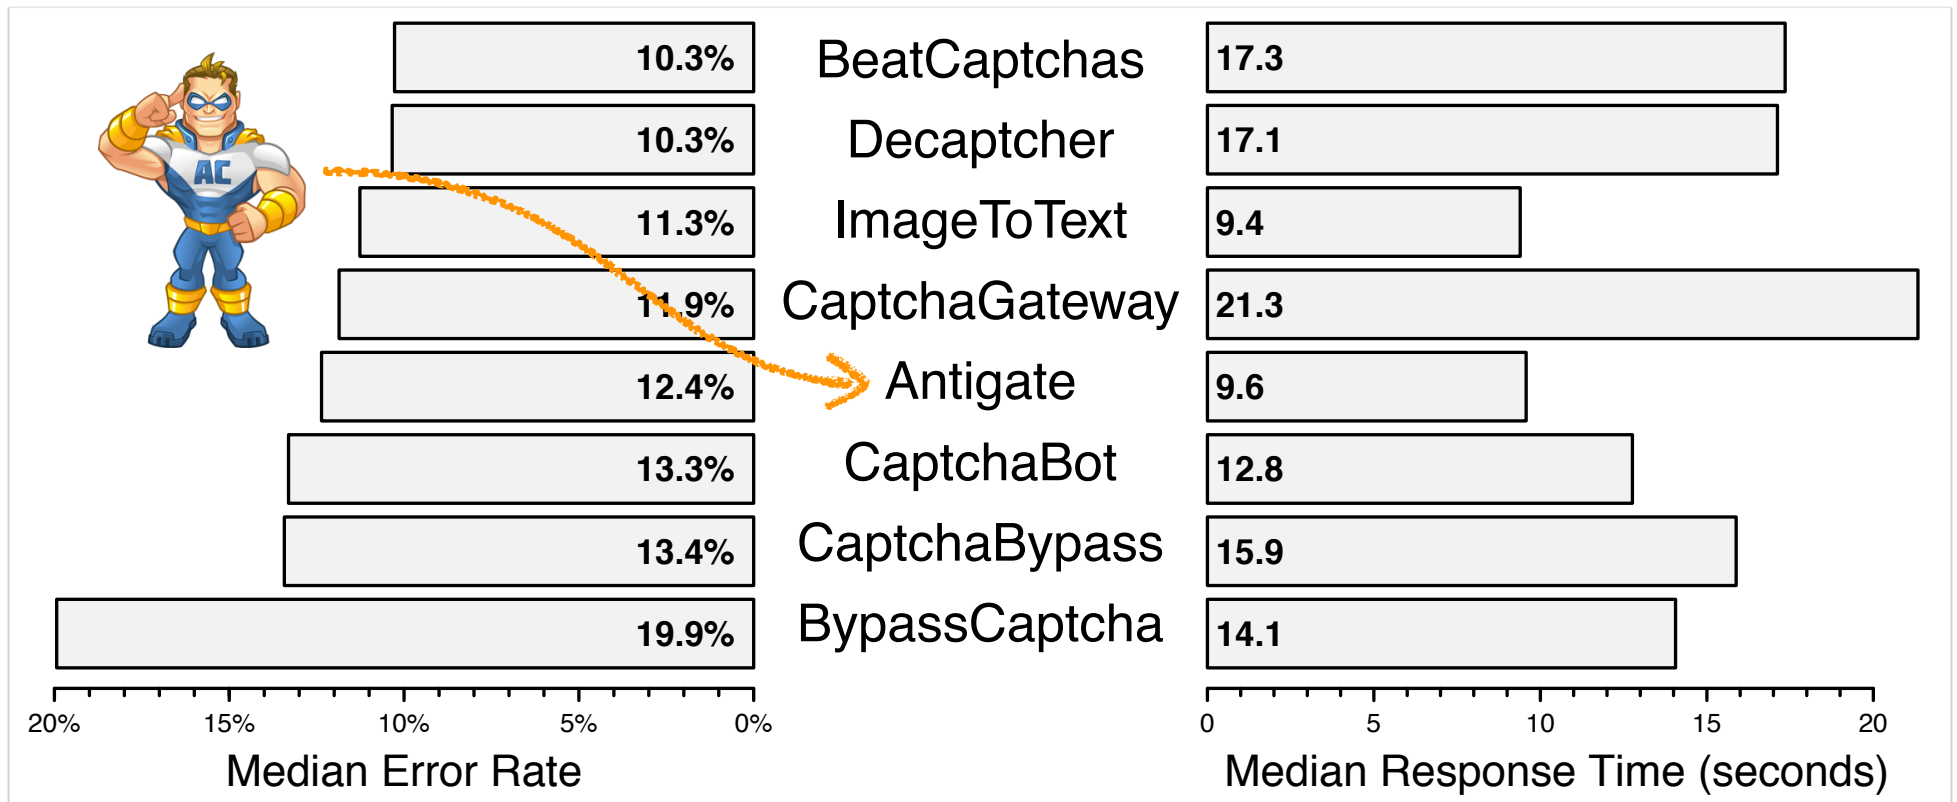 10.3% BeatCaptchas 17.3
AC
10.3% Decaptcher 17.1
11.3% ImageToText 9.4
11.9% CaptchaGateway 21.3
12.4% Antigate 9.6
13.3% CaptchaBot 12.8
13.4% CaptchaBypass 15.9
19.9% BypassCaptcha 14.1
20% 15% 10% 5% 0% 0 5 10 15 20
Median Error Rate Median Response Time (seconds)